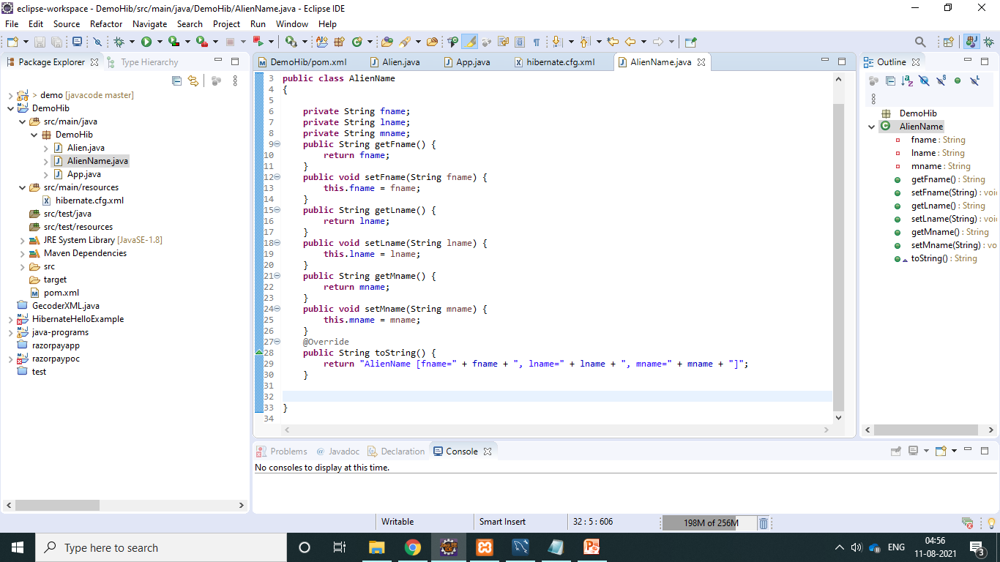 eclipse-workspace - DemoHib/src/main/java/DemoHib/AlienName.java - Eclipse IDE
File Edit Source Refactor Navigate Search Project Run Window Help
Package Explorer Type Hierarchy
> demo [javacode master]
DemoHib
src/main/java
DemoHib
Alien.java
AlienName.java
App.java
src/main/resources
hibernate.cfg.xml
src/test/java
src/test/resources
JRE System Library [JavaSE-1.8]
Maven Dependencies
src
target
pom.xml
GecoderXML.java
HibernateHelloExample
java-programs
razorpayapp
razorpaypoc
test
DemoHib/pom.xml Alien.java App.java hibernate.cfg.xml AlienName.java
3 public class AlienName
4 {
5
6 private String fname;
7 private String lname;
8 private String mname;
9 public String getFname() {
10 return fname;
11 }
12 public void setFname(String fname) {
13 this.fname = fname;
14 }
15 public String getLname() {
16 return lname;
17 }
18 public void setLname(String lname) {
19 this.lname = lname;
20 }
21 public String getMname() {
22 return mname;
23 }
24 public void setMname(String mname) {
25 this.mname = mname;
26 }
27 @Override
28 public String toString() {
29 return "AlienName [fname=" + fname + ", lname=" + lname + ", mname=" + mname + "]";
30 }
31
32
33 }
34
Outline
DemoHib
AlienName
fname : String
lname : String
mname : String
getFname() : String
setFname(String) : voi
getLname() : String
setLname(String) : voi
getMname() : String
setMname(String) : vo
toString() : String
Problems @ Javadoc Declaration Console
No consoles to display at this time.
Writable Smart Insert 32 : 5 : 606 198M of 256M
Type here to search
ENG
04:56
11-08-2021
3